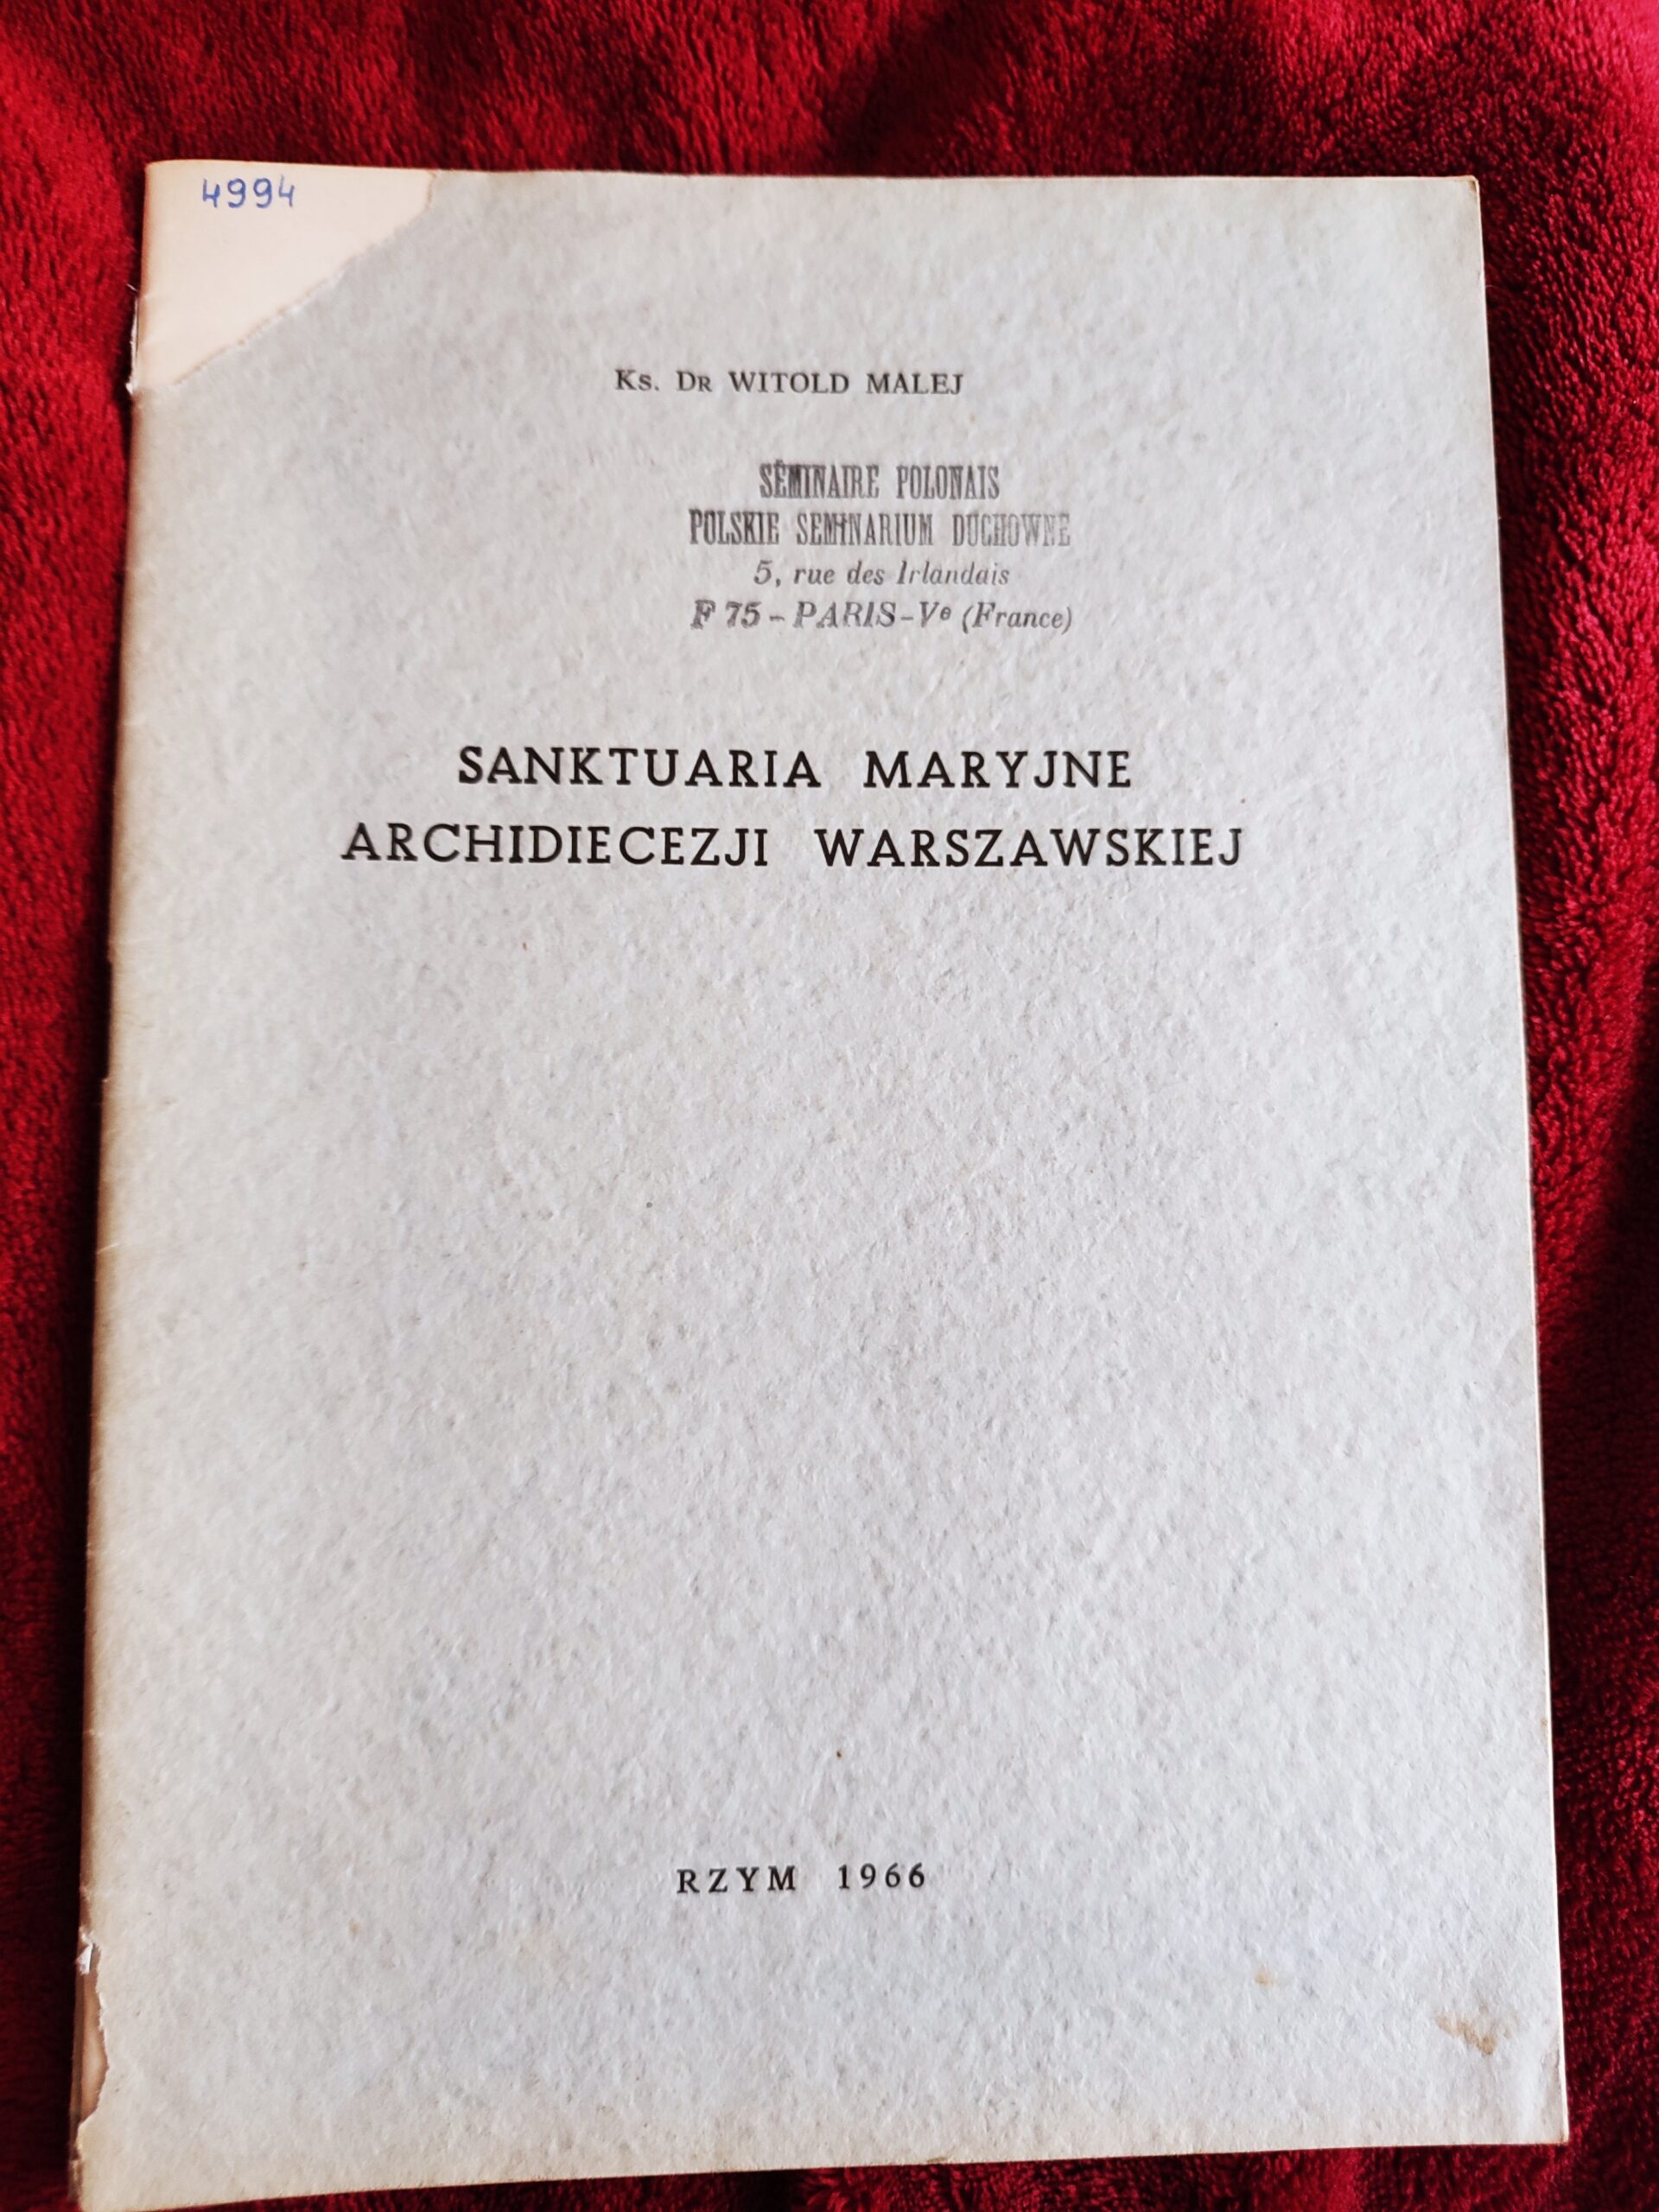 4994
Ks. Dr WITOLD MALEJ
SÉMINAIRE POLONAIS
POLSKIE SEMINARIUM DUCHOWNE
5, rue des Irlandais
F 75 - PARIS - Vᵉ (France)
SANKTUARIA MARYJNE
ARCHIDIECEZJI WARSZAWSKIEJ
RZYM 1966